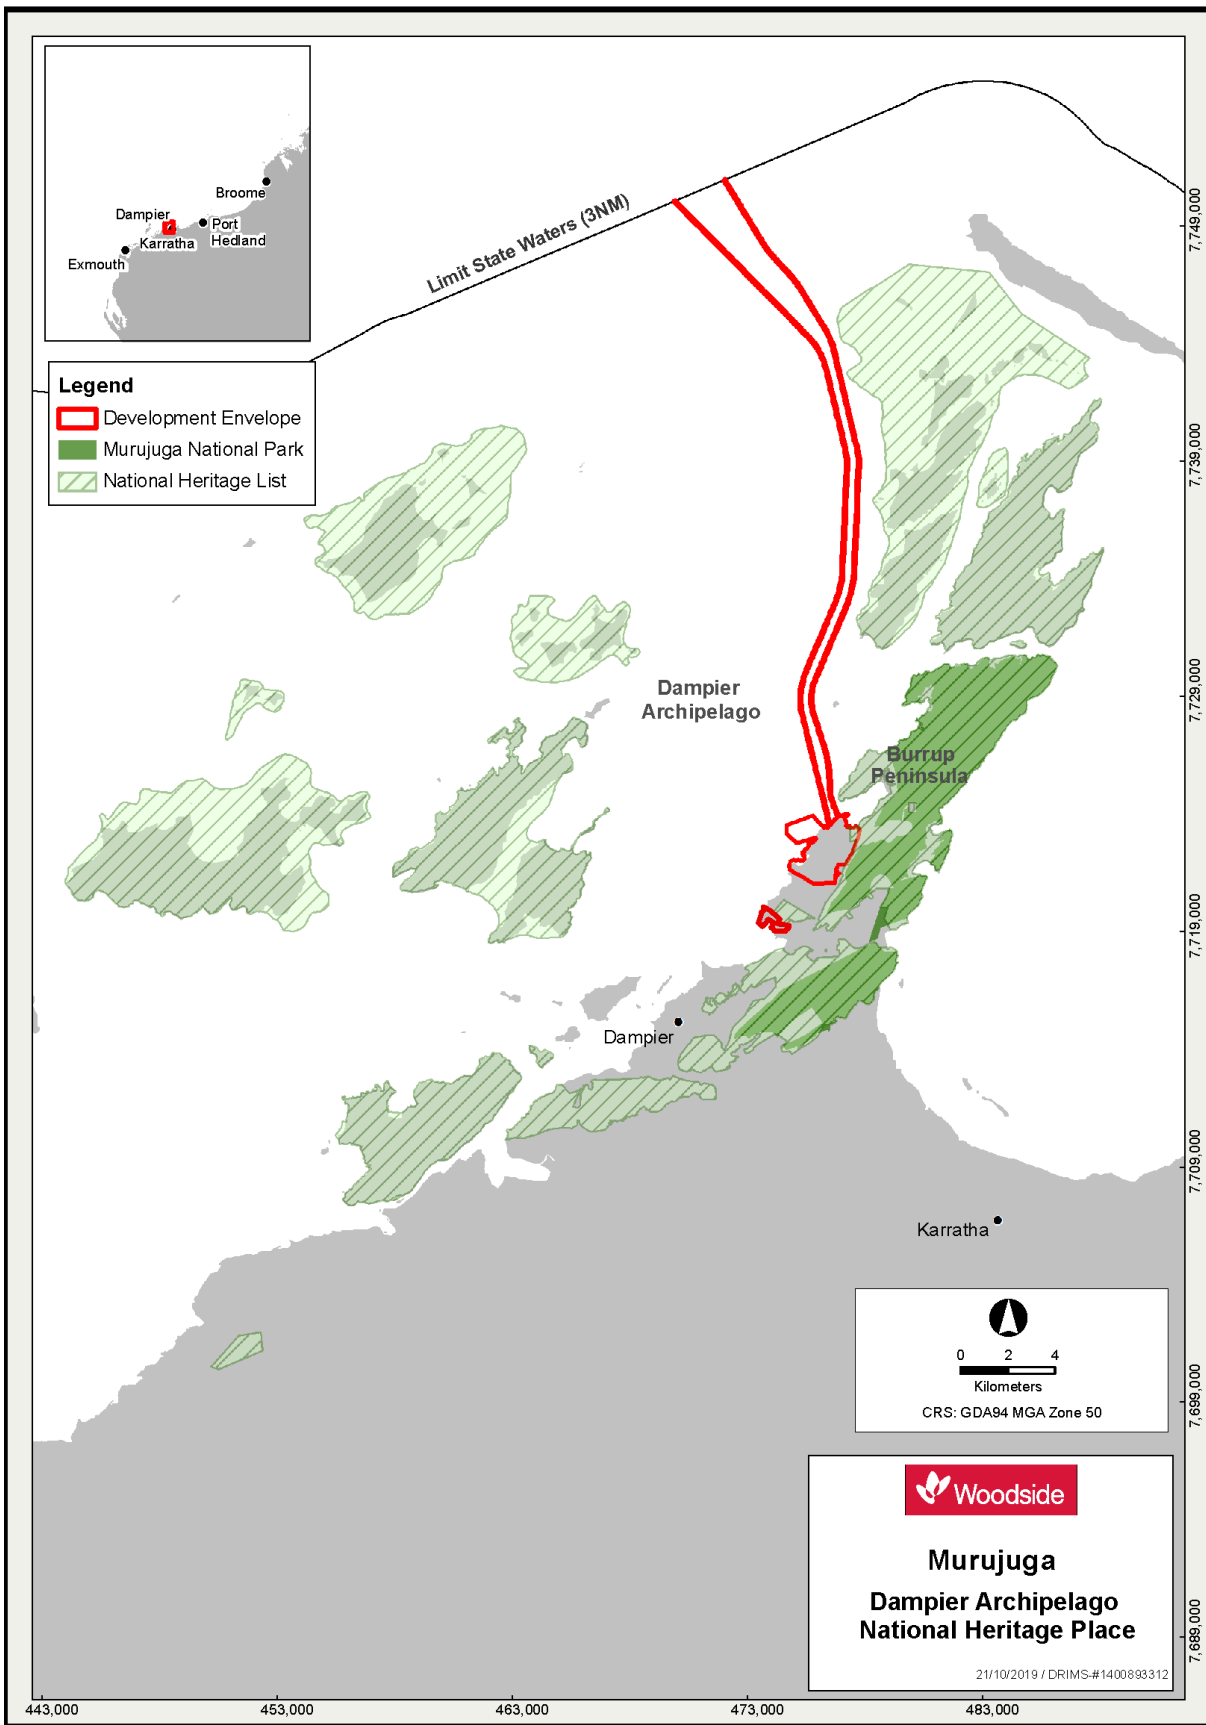 Broome
Dampier
Port
Hedland
Karratha
Exmouth
Limit State Waters (3NM)
Legend
Development Envelope
Murujuga National Park
National Heritage List
Dampier
Archipelago
Burrup
Peninsula
Dampier
Karratha
0 2 4
Kilometers
CRS: GDA94 MGA Zone 50
Woodside
Murujuga
Dampier Archipelago
National Heritage Place
21/10/2019 / DRIMS-#1400893312
7,749,000
7,739,000
7,729,000
7,719,000
7,709,000
7,699,000
7,689,000
443,000 453,000 463,000 473,000 483,000